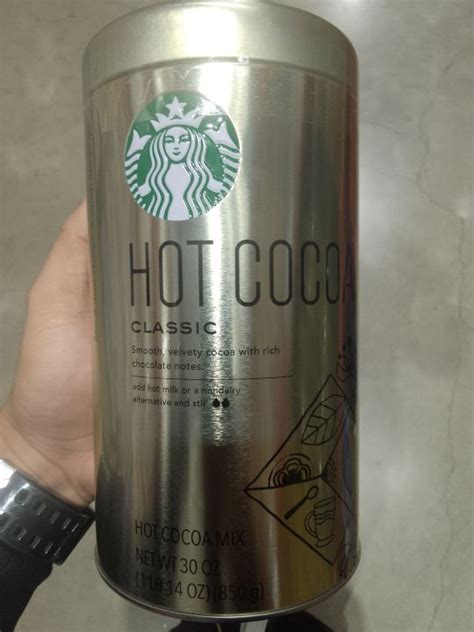 HOT COCOA
CLASSIC
Smooth, velvety cocoa with rich
chocolate notes.
add hot milk or a nondairy
alternative and stir
HOT COCOA MIX
NET WT 30 OZ
(1 LB 14 OZ) (850 g)